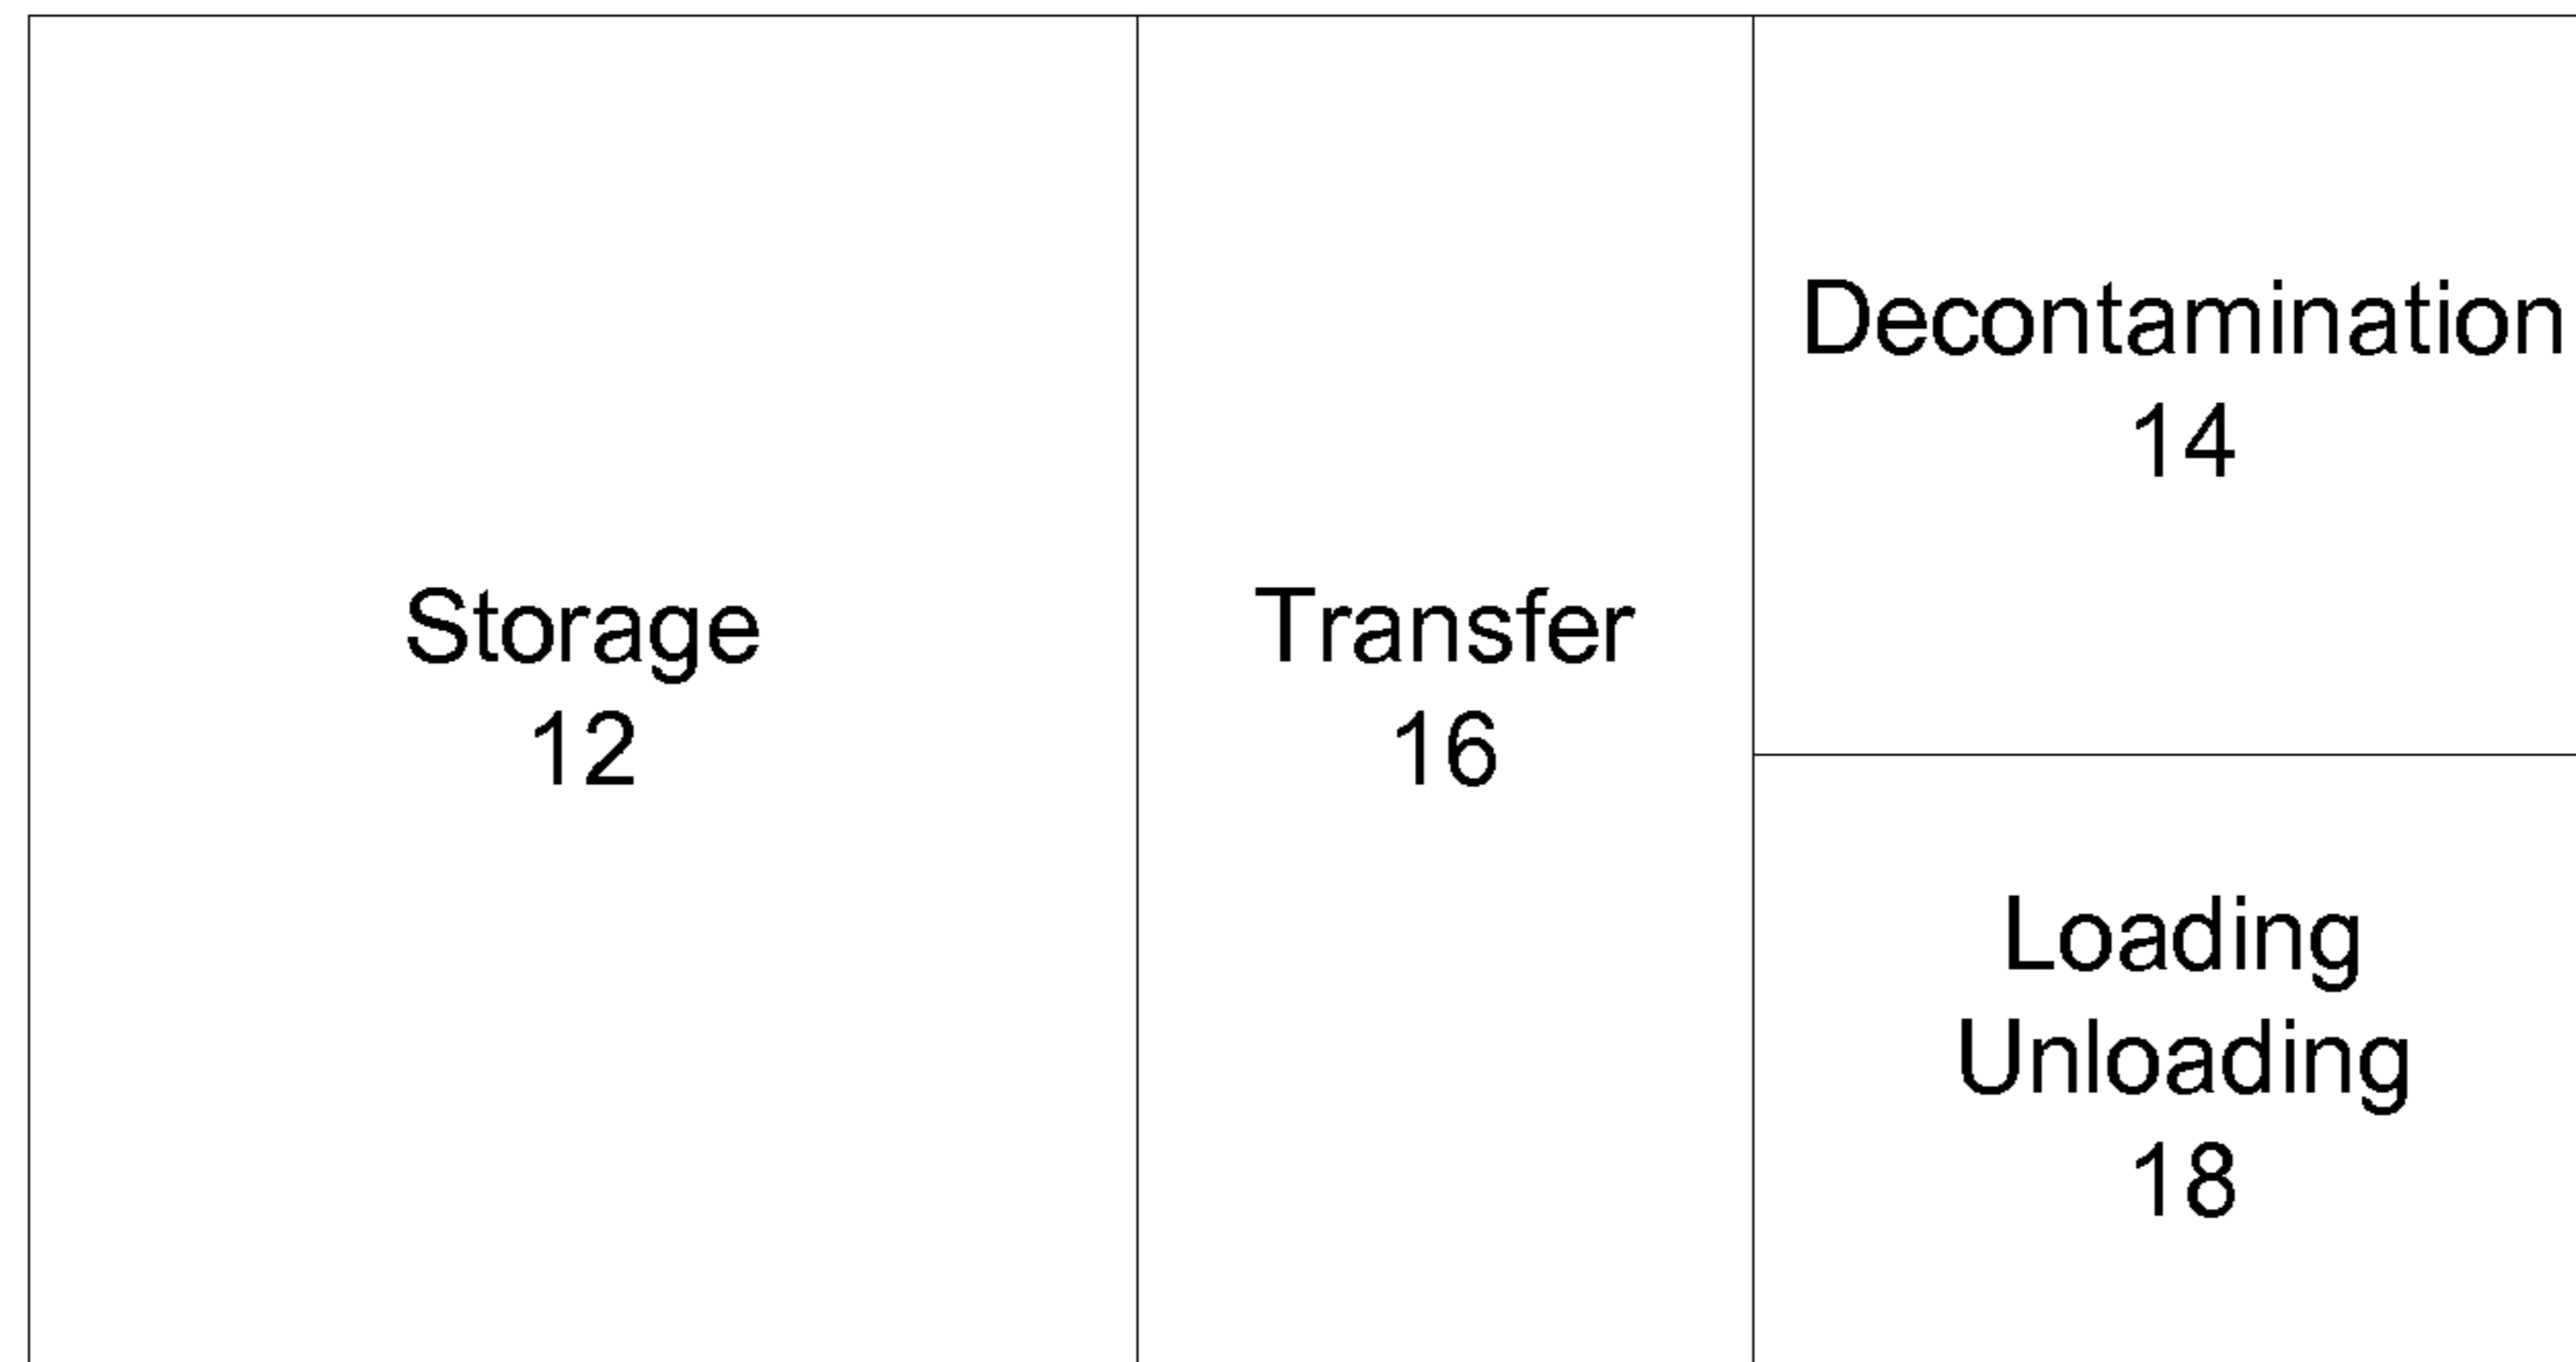 Storage
12
Transfer
16
Decontamination
14
Loading
Unloading
18